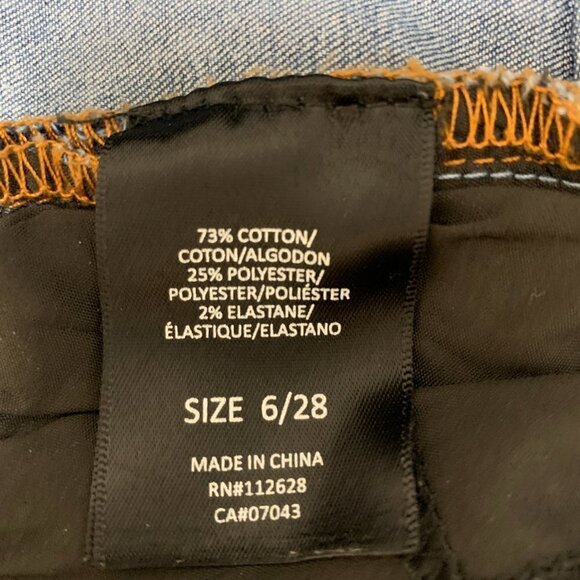 73% COTTON/
COTON/ALGODON
25% POLYESTER/
POLYESTER/POLIÉSTER
2% ELASTANE/
ÉLASTIQUE/ELASTANO
SIZE 6/28
MADE IN CHINA
RN#112628
CA#07043